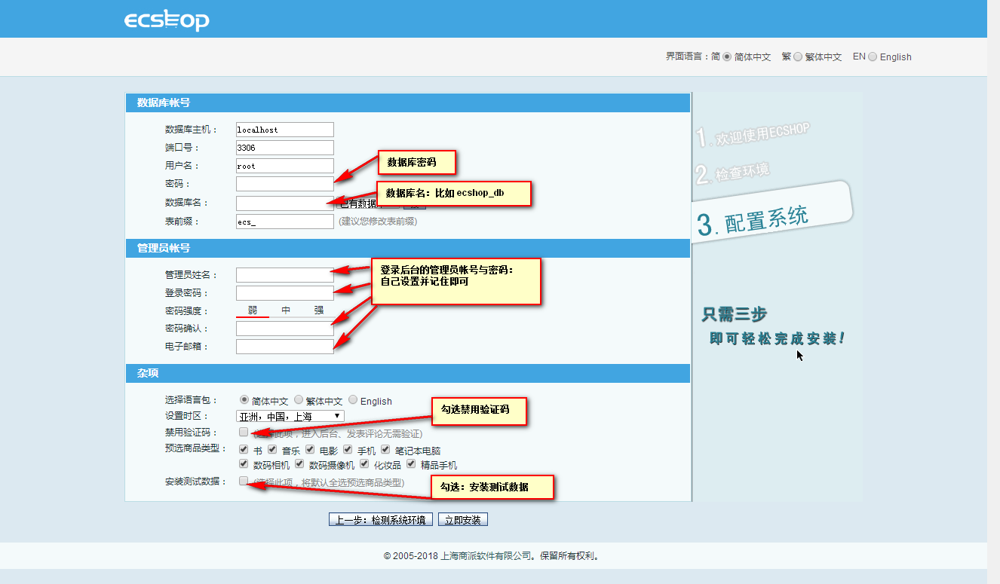 ecshop
界面语言：简 简体中文 繁 繁体中文 EN English
数据库帐号
数据库主机： localhost
端口号： 3306
用户名： root
密码：
数据库密码
数据库名：
数据库名：比如 ecshop_db
已有数据
表前缀： ecs_ (建议您修改表前缀)
管理员帐号
管理员姓名：
登录密码：
登录后台的管理员帐号与密码：
自己设置并记住即可
密码强度： 弱 中 强
密码确认：
电子邮箱：
杂项
选择语言包： 简体中文 繁体中文 English
设置时区： 亚洲，中国，上海
勾选禁用验证码
禁用验证码： 此项，进入后台、发表评论无需验证)
预选商品类型： 书 音乐 电影 手机 笔记本电脑
数码相机 数码摄像机 化妆品 精品手机
安装测试数据： (选择此项，将默认全选预选商品类型)
勾选：安装测试数据
上一步：检测系统环境 立即安装
1. 欢迎使用ECSHOP
2. 检查环境
3. 配置系统
只需三步
即可轻松完成安装！
© 2005-2018 上海商派软件有限公司。保留所有权利。